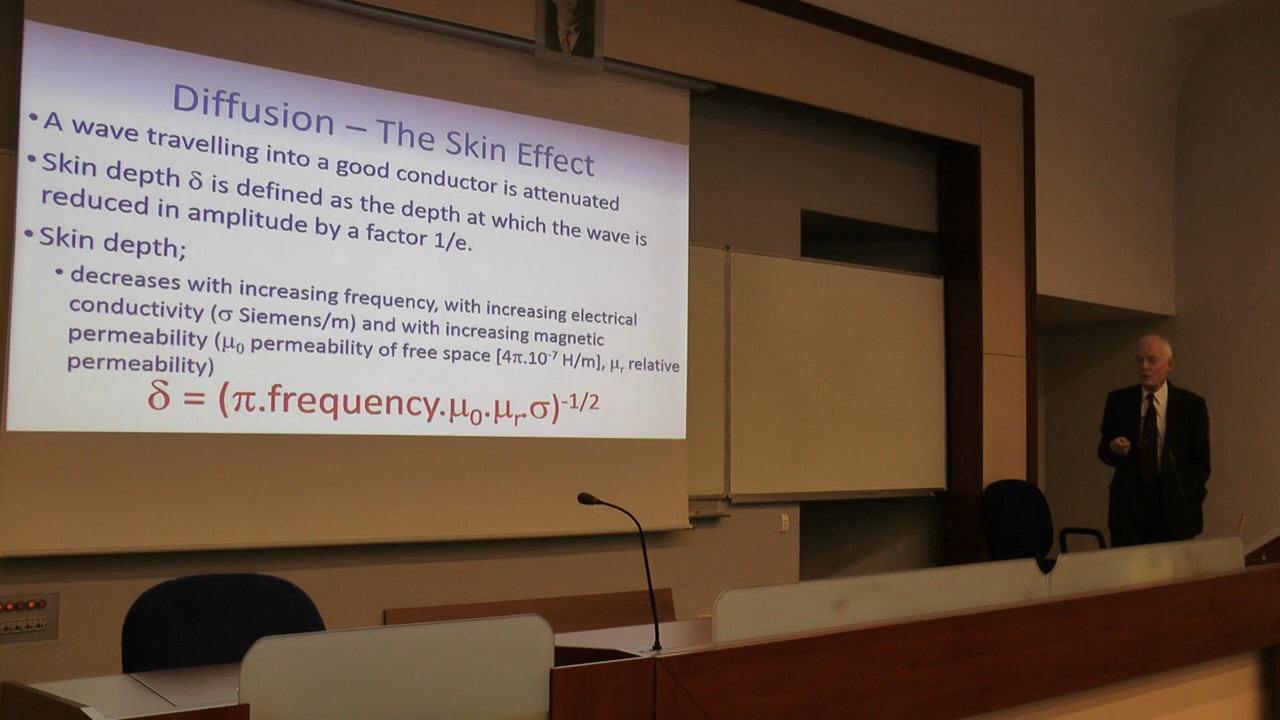 Diffusion – The Skin Effect
• A wave travelling into a good conductor is attenuated
• Skin depth δ is defined as the depth at which the wave is
reduced in amplitude by a factor 1/e.
• Skin depth;
• decreases with increasing frequency, with increasing electrical
conductivity (σ Siemens/m) and with increasing magnetic
permeability (μ₀ permeability of free space [4π.10⁻⁷ H/m], μᵣ relative
permeability)
δ = (π.frequency.μ₀.μᵣ.σ)⁻¹/²